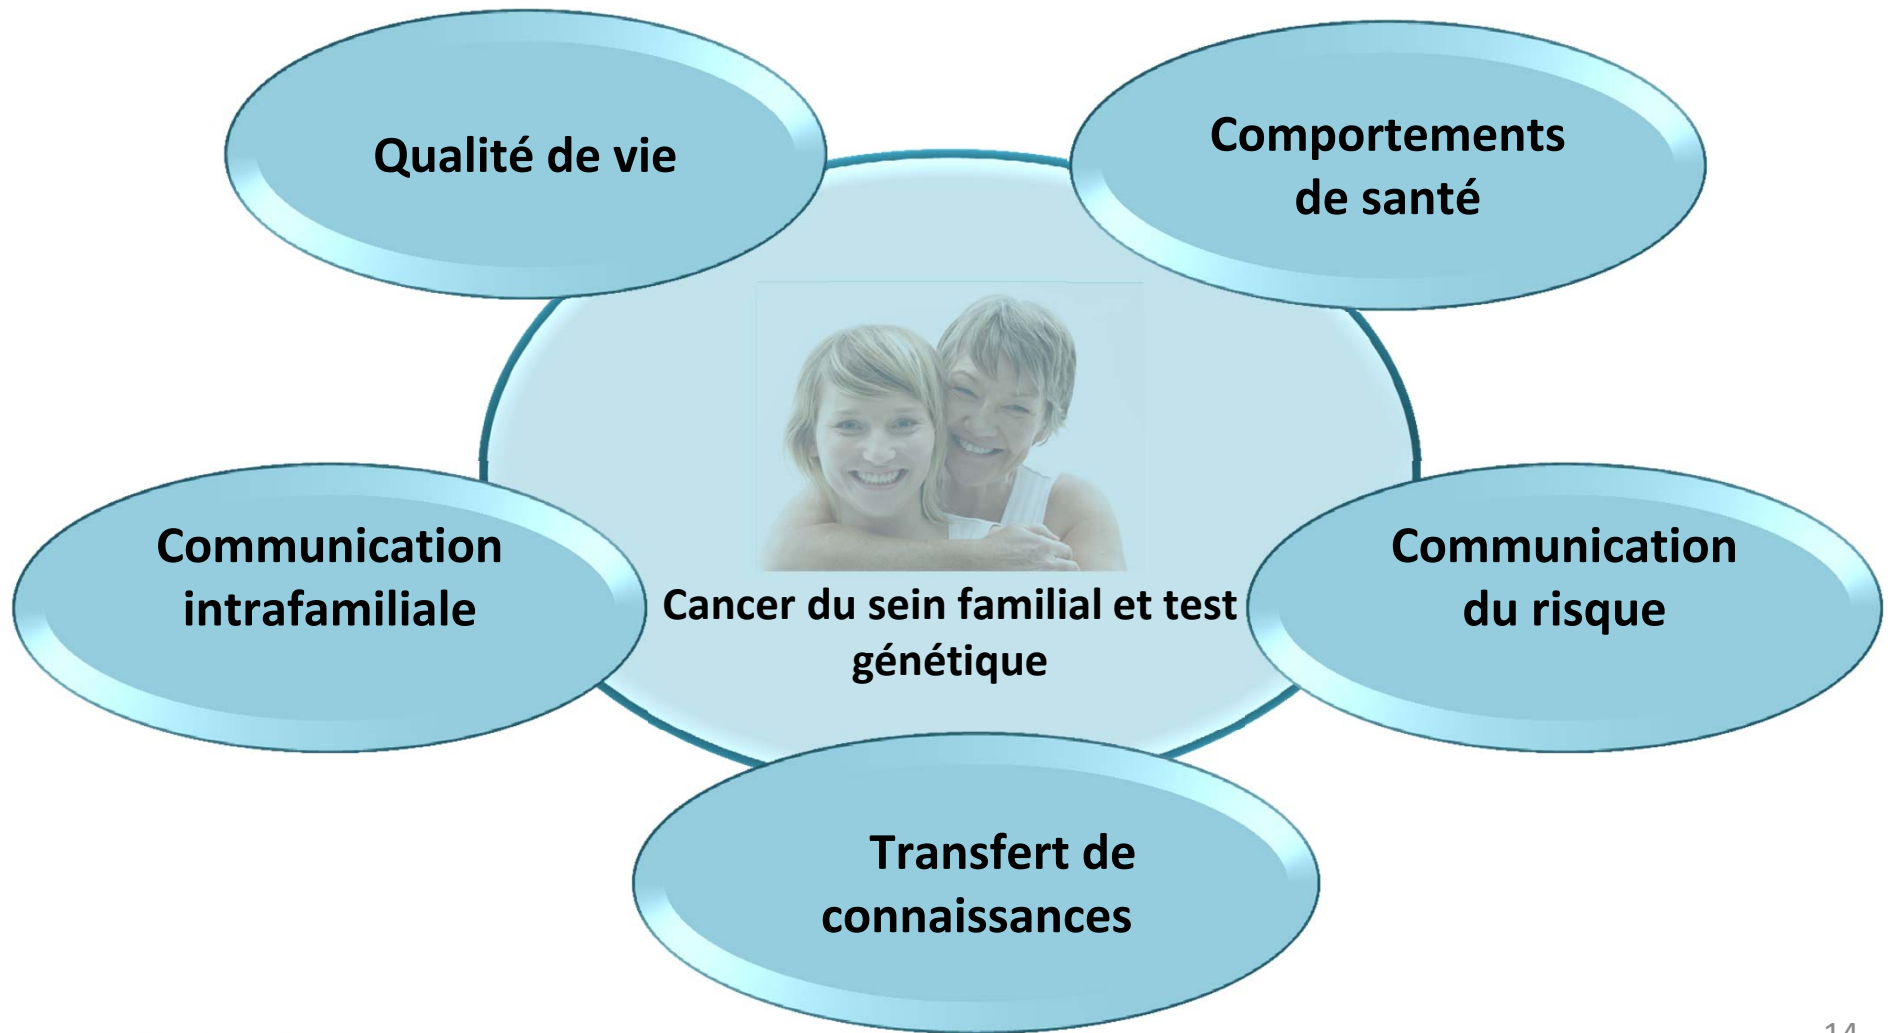 Qualité de vie
Comportements
de santé
Communication
intrafamiliale
Cancer du sein familial et test
génétique
Communication
du risque
Transfert de
connaissances
14